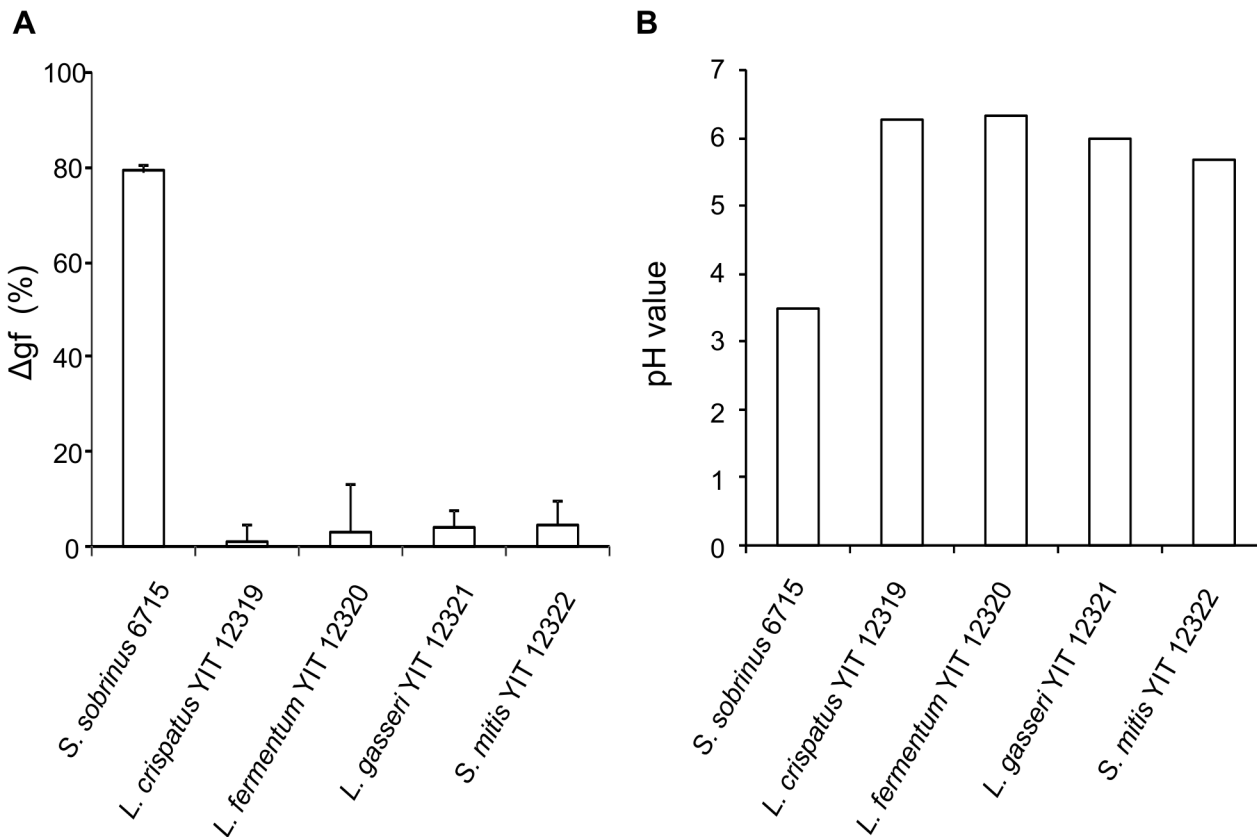 A
100
80
60
40
20
0
Δgf (%)
S. sobrinus 6715
L. crispatus YIT 12319
L. fermentum YIT 12320
L. gasseri YIT 12321
S. mitis YIT 12322
B
7
6
5
4
3
2
1
0
pH value
S. sobrinus 6715
L. crispatus YIT 12319
L. fermentum YIT 12320
L. gasseri YIT 12321
S. mitis YIT 12322